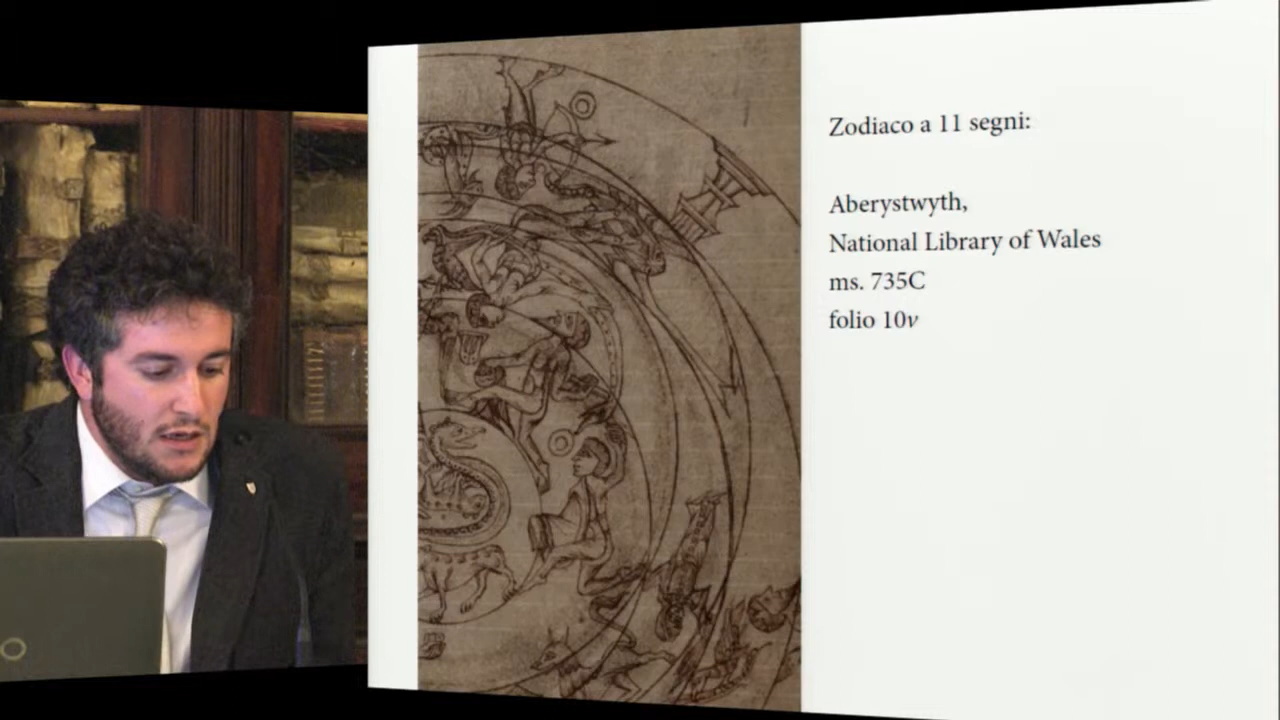 Zodiaco a 11 segni:
Aberystwyth,
National Library of Wales
ms. 735C
folio 10v